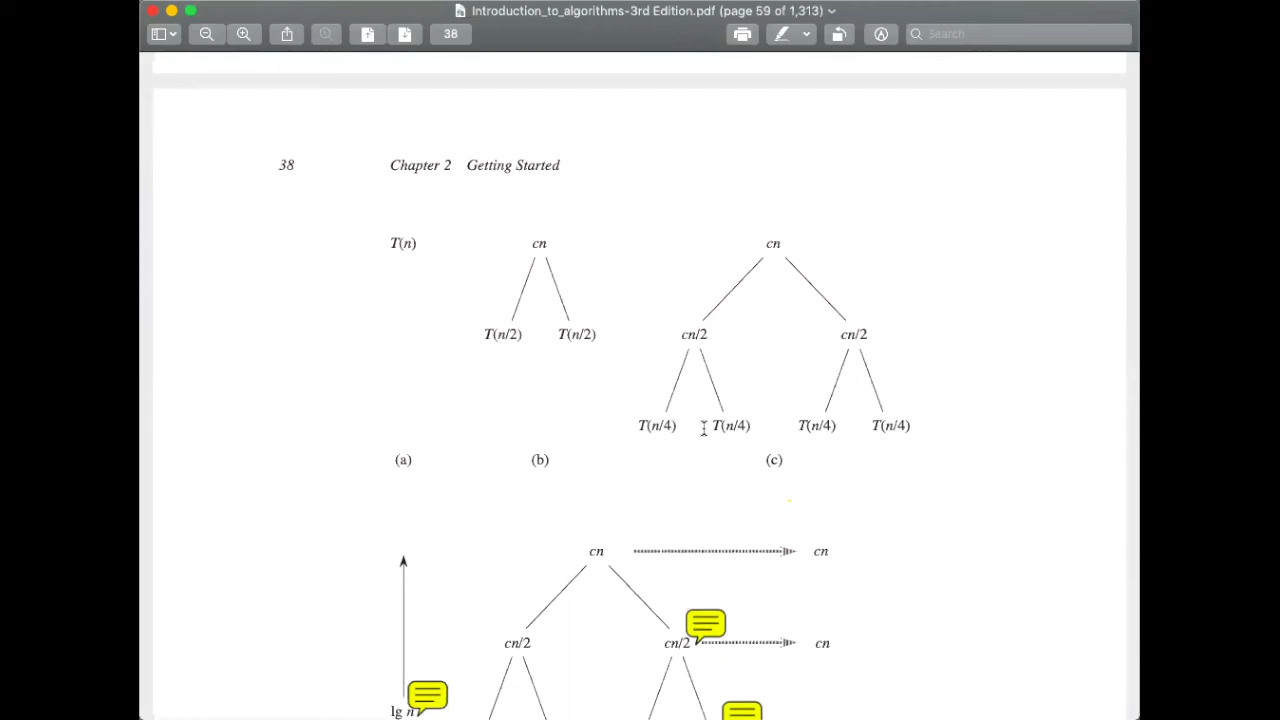 Introduction_to_algorithms-3rd Edition.pdf (page 59 of 1,313)
38
Search
38 Chapter 2 Getting Started
T(n) cn cn
T(n/2) T(n/2) cn/2 cn/2
T(n/4) T(n/4) T(n/4) T(n/4)
(a) (b) (c)
cn cn
cn/2 cn/2 cn
lg n